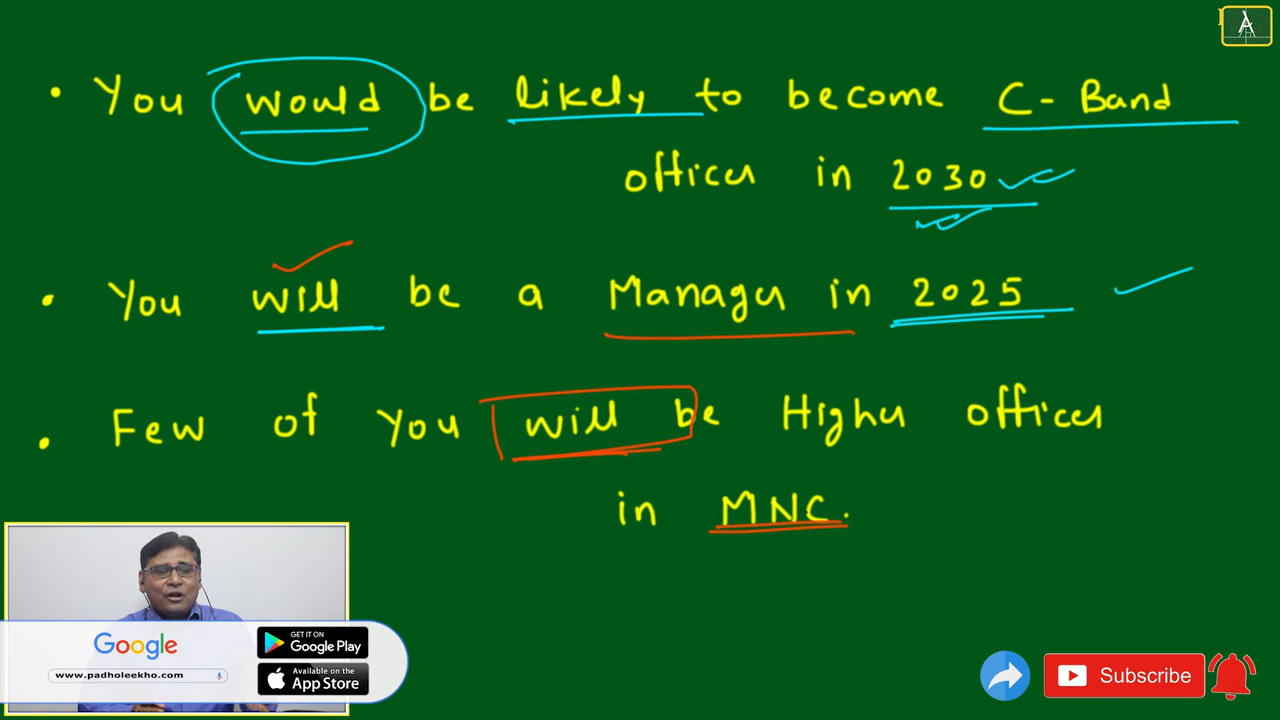 • You would be likely to become C-Band
officer in 2030
• You will be a Manager in 2025
• Few of you will be Higher officer
in MNC.
Google
www.padholeekho.com
GET IT ON
Google Play
Available on the
App Store
Subscribe